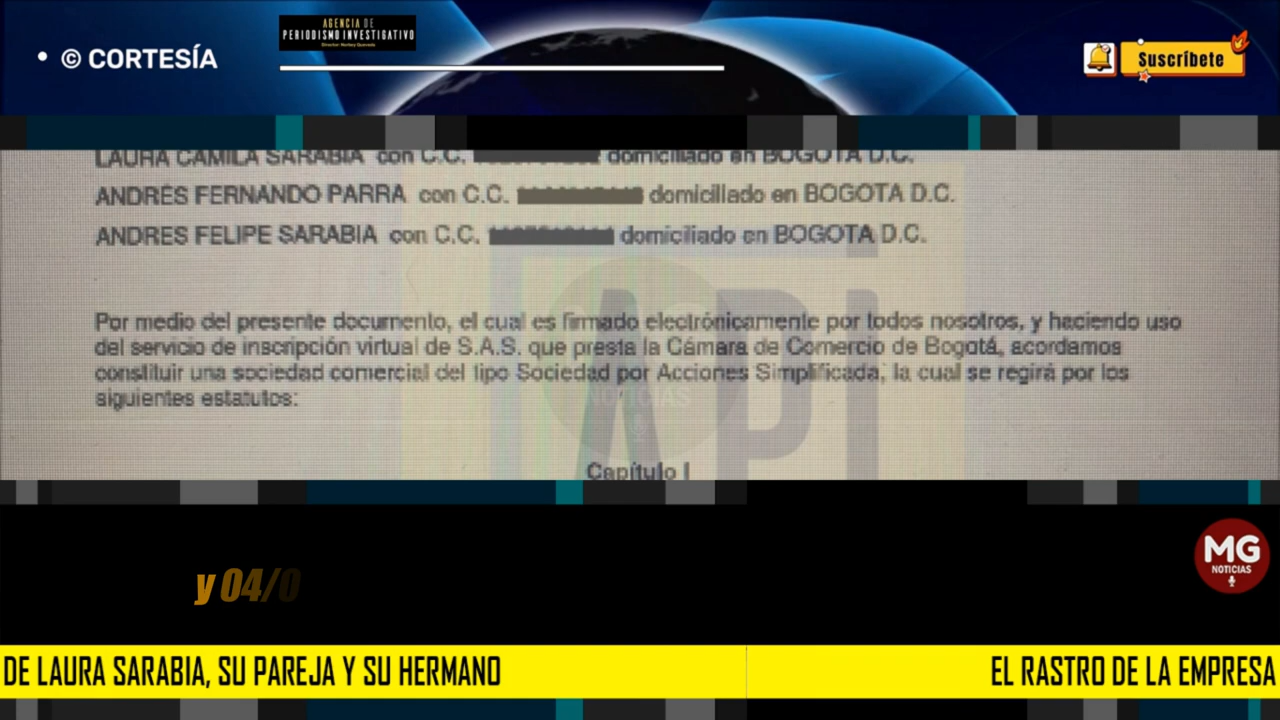 AGENCIA DE
PERIODISMO INVESTIGATIVO
• © CORTESÍA
Suscríbete
LAURA CAMILA SARABIA con C.C. domiciliado en BOGOTA D.C.
ANDRÉS FERNANDO PARRA con C.C. domiciliado en BOGOTA D.C.
ANDRES FELIPE SARABIA con C.C. domiciliado en BOGOTA D.C.
Por medio del presente documento, el cual es firmado electrónicamente por todos nosotros, y haciendo uso
del servicio de inscripción virtual de S.A.S. que presta la Cámara de Comercio de Bogotá, acordamos
constituir una sociedad comercial del tipo Sociedad por Acciones Simplificada, la cual se regirá por los
siguientes estatutos:
API
NOTICIAS
Capítulo I
y 04/0
MG
NOTICIAS
DE LAURA SARABIA, SU PAREJA Y SU HERMANO
EL RASTRO DE LA EMPRESA